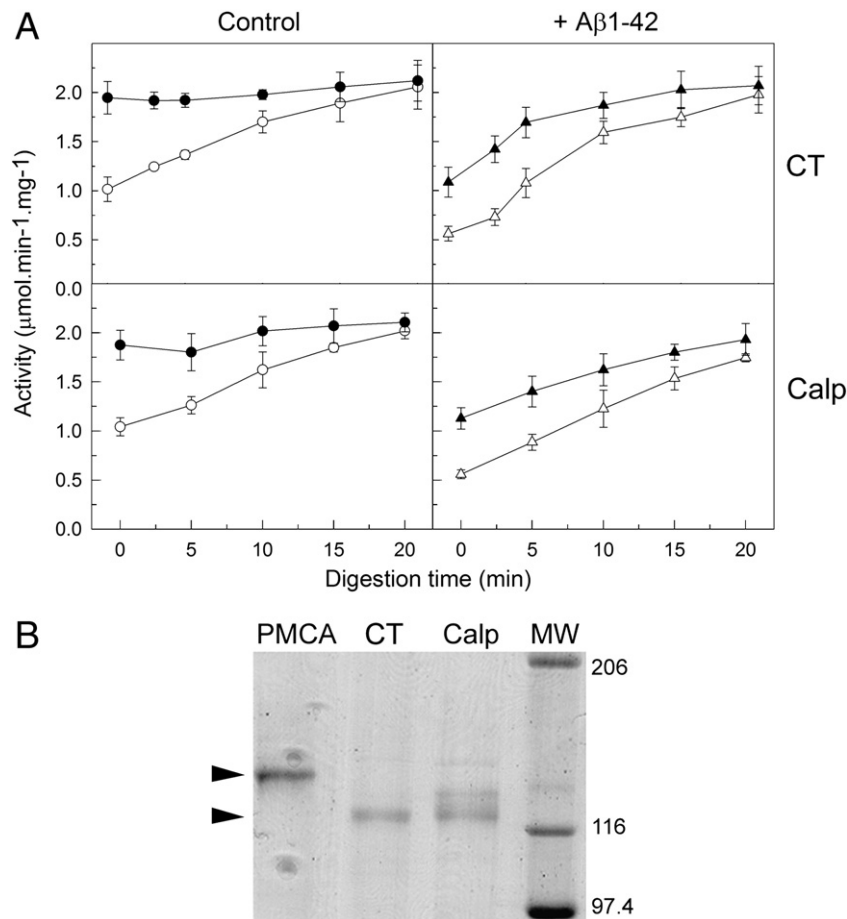 A
Control
+ Aβ1-42
2.0
1.5
1.0
0.5
0.0
2.0
1.5
1.0
0.5
0.0
Activity (μmol.min-1.mg-1)
CT
Calp
0 5 10 15 20 0 5 10 15 20
Digestion time (min)
B
PMCA CT Calp MW
206
116
97.4